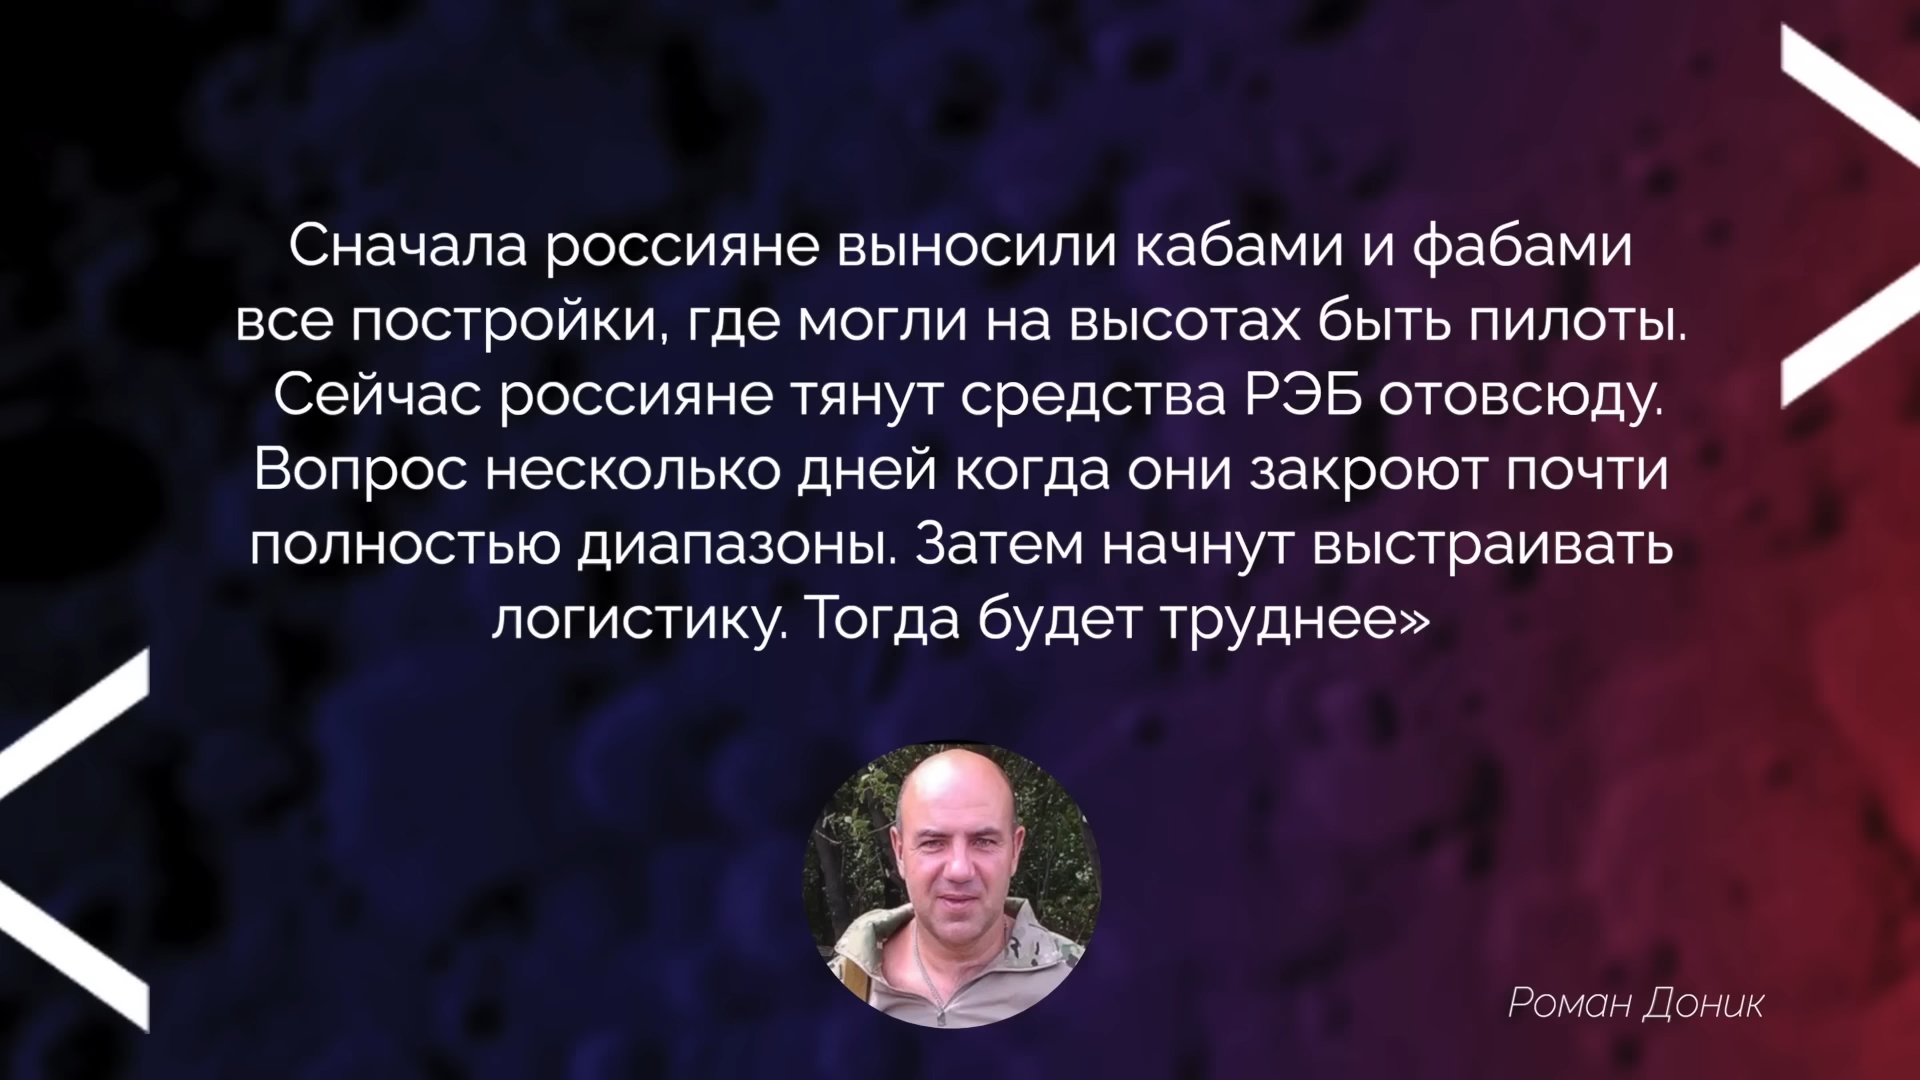 Сначала россияне выносили кабами и фабами
все постройки, где могли на высотах быть пилоты.
Сейчас россияне тянут средства РЭБ отовсюду.
Вопрос несколько дней когда они закроют почти
полностью диапазоны. Затем начнут выстраивать
логистику. Тогда будет труднее»
Роман Доник